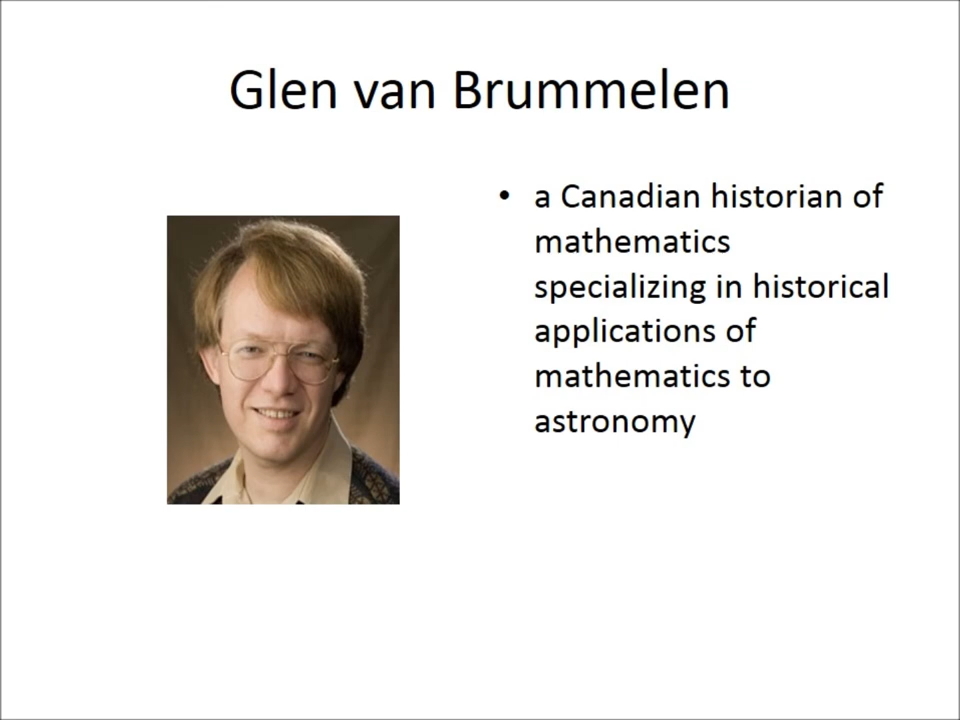 Glen van Brummelen
• a Canadian historian of
mathematics
specializing in historical
applications of
mathematics to
astronomy